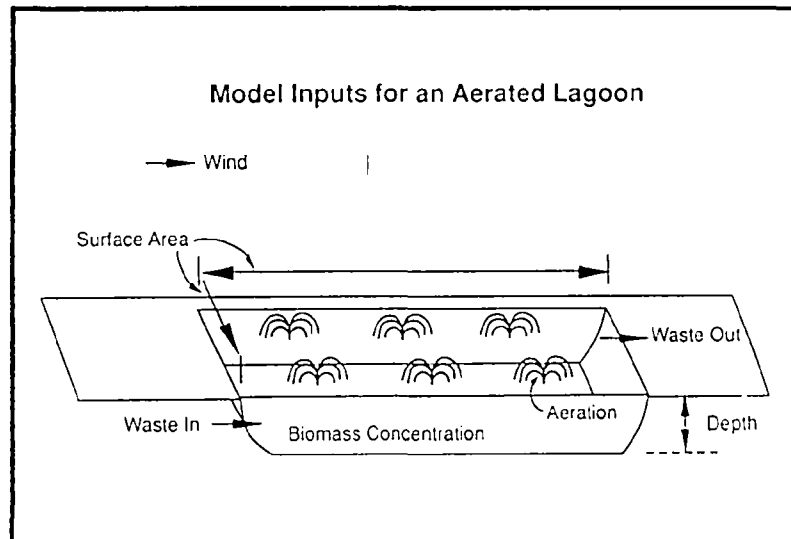 Model Inputs for an Aerated Lagoon
Wind
Surface Area
Waste Out
Waste In
Biomass Concentration
Aeration
Depth